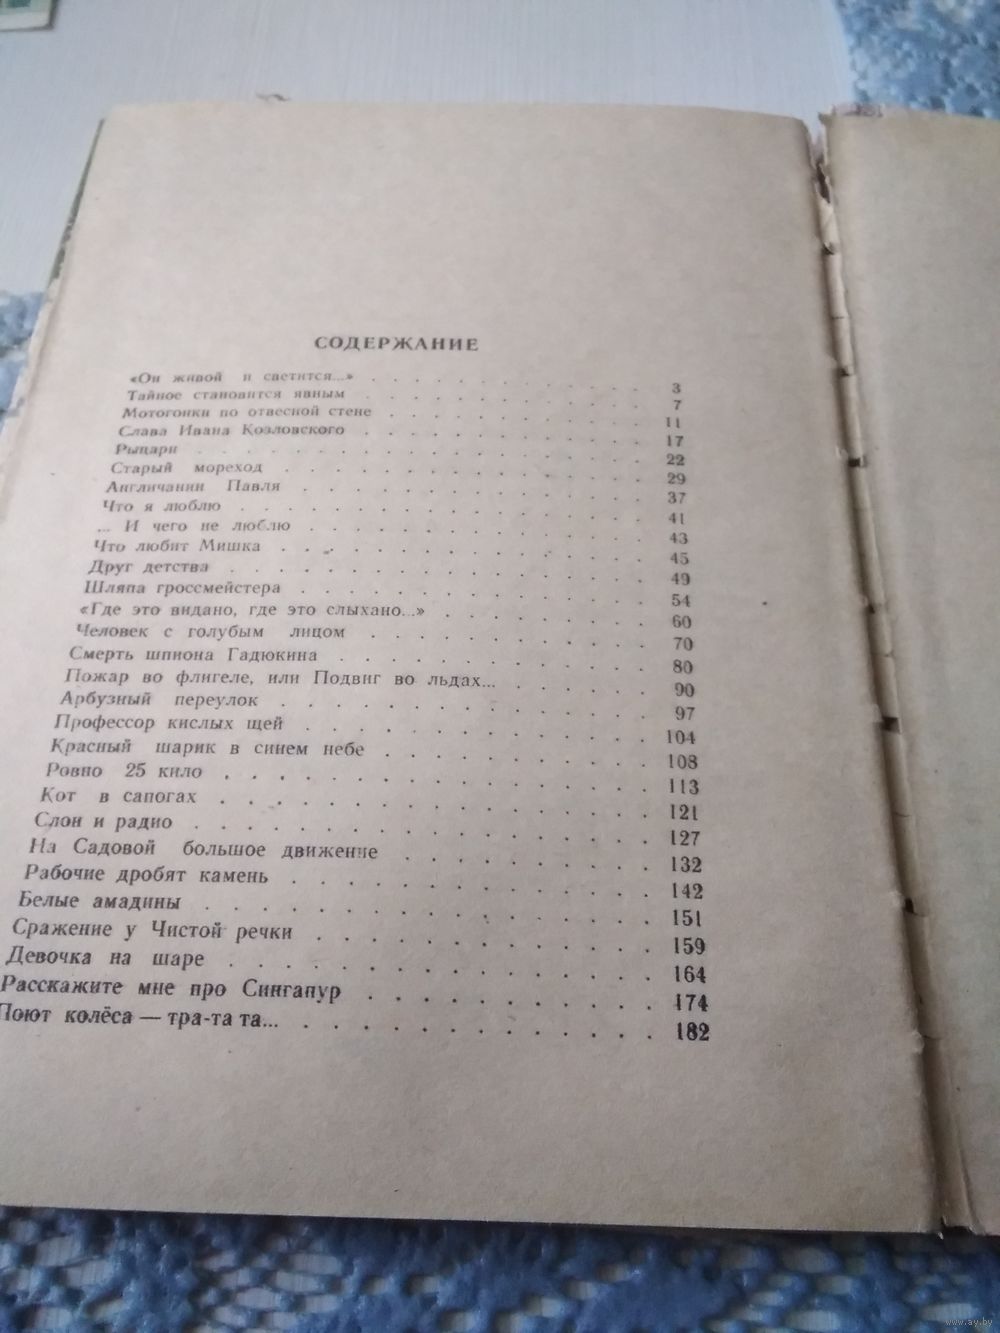 СОДЕРЖАНИЕ
«Он живой и светится...» . . . . . . . . . . . . 3
Тайное становится явным . . . . . . . . . . . . 7
Мотогонки по отвесной стене . . . . . . . . . . . 11
Слава Ивана Козловского . . . . . . . . . . . . 17
Рыцари . . . . . . . . . . . . . . . . . 22
Старый мореход . . . . . . . . . . . . . . 29
Англичанин Павля . . . . . . . . . . . . . 37
Что я люблю . . . . . . . . . . . . . . . 41
... И чего не люблю . . . . . . . . . . . . . 43
Что любит Мишка . . . . . . . . . . . . . 45
Друг детства . . . . . . . . . . . . . . . 49
Шляпа гроссмейстера . . . . . . . . . . . . . 54
«Где это видано, где это слыхано...» . . . . . . . . . 60
Человек с голубым лицом . . . . . . . . . . . 70
Смерть шпиона Гадюкина . . . . . . . . . . . . 80
Пожар во флигеле, или Подвиг во льдах... . . . . . . 90
Арбузный переулок . . . . . . . . . . . . . 97
Профессор кислых щей . . . . . . . . . . . . 104
Красный шарик в синем небе . . . . . . . . . . 108
Ровно 25 кило . . . . . . . . . . . . . . . 113
Кот в сапогах . . . . . . . . . . . . . . . 121
Слон и радио . . . . . . . . . . . . . . . 127
На Садовой большое движение . . . . . . . . . 132
Рабочие дробят камень . . . . . . . . . . . . 142
Белые амадины . . . . . . . . . . . . . . . 151
Сражение у Чистой речки . . . . . . . . . . . 159
Девочка на шаре . . . . . . . . . . . . . . 164
Расскажите мне про Сингапур . . . . . . . . . 174
Поют колёса — тра-та та... . . . . . . . . . . . 182
www.ay.by